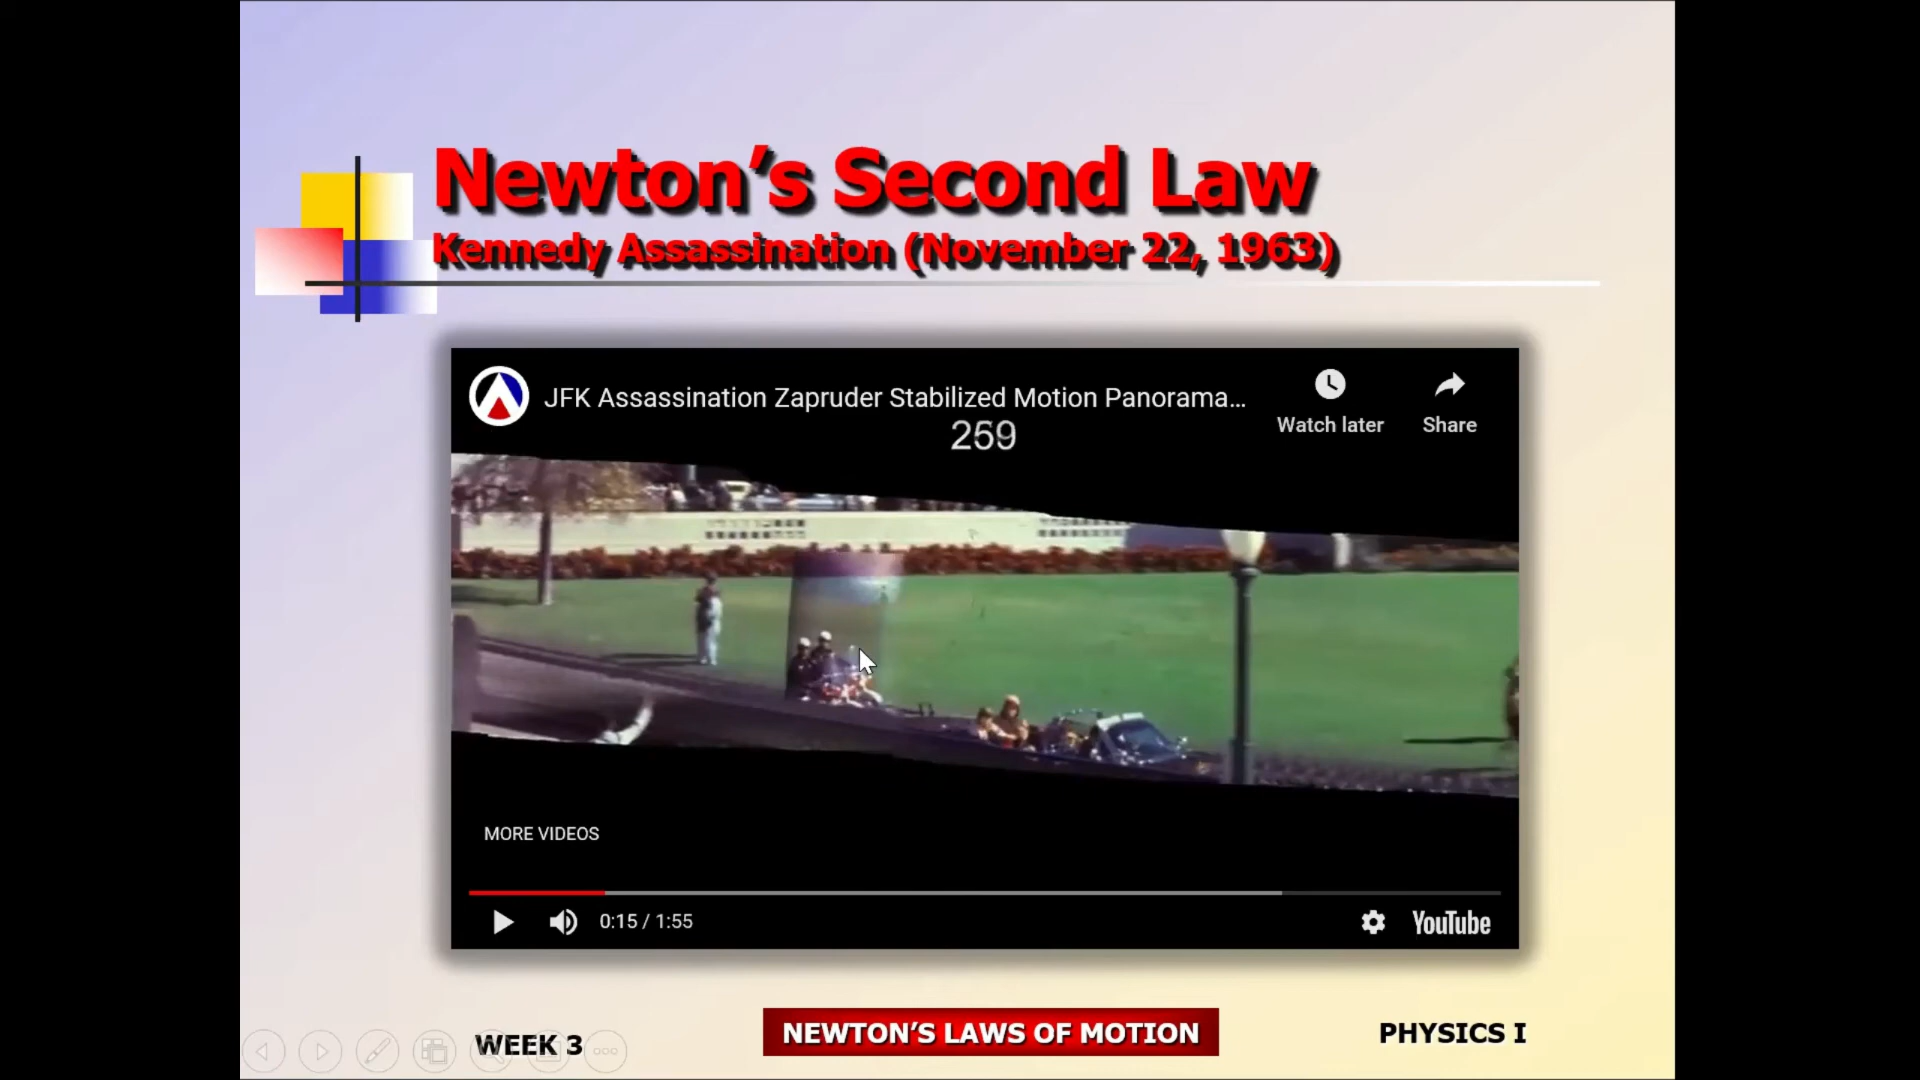 Newton’s Second Law
Kennedy Assassination (November 22, 1963)
JFK Assassination Zapruder Stabilized Motion Panorama...
Watch later
Share
259
MORE VIDEOS
0:15 / 1:55
YouTube
WEEK 3
NEWTON’S LAWS OF MOTION
PHYSICS I